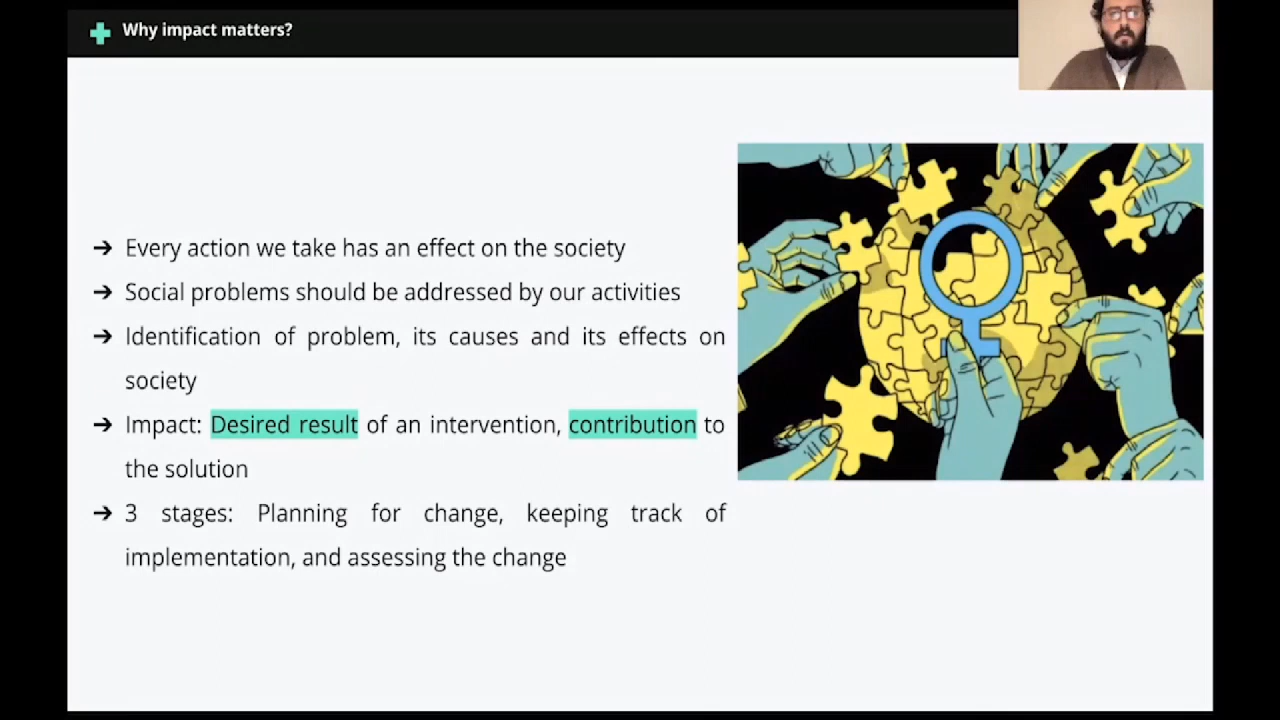 Why impact matters?
➔ Every action we take has an effect on the society
➔ Social problems should be addressed by our activities
➔ Identification of problem, its causes and its effects on
society
➔ Impact: Desired result of an intervention, contribution to
the solution
➔ 3 stages: Planning for change, keeping track of
implementation, and assessing the change